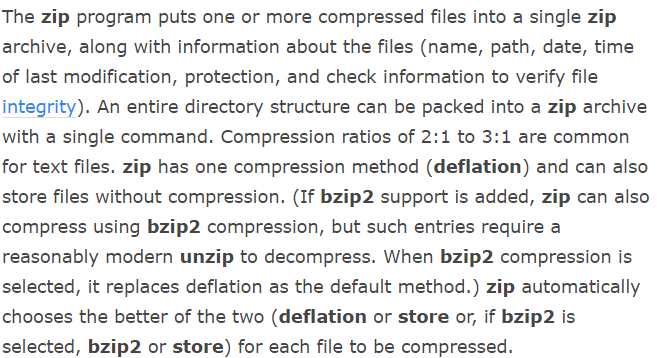 The zip program puts one or more compressed files into a single zip
archive, along with information about the files (name, path, date, time
of last modification, protection, and check information to verify file
integrity). An entire directory structure can be packed into a zip archive
with a single command. Compression ratios of 2:1 to 3:1 are common
for text files. zip has one compression method (deflation) and can also
store files without compression. (If bzip2 support is added, zip can also
compress using bzip2 compression, but such entries require a
reasonably modern unzip to decompress. When bzip2 compression is
selected, it replaces deflation as the default method.) zip automatically
chooses the better of the two (deflation or store or, if bzip2 is
selected, bzip2 or store) for each file to be compressed.